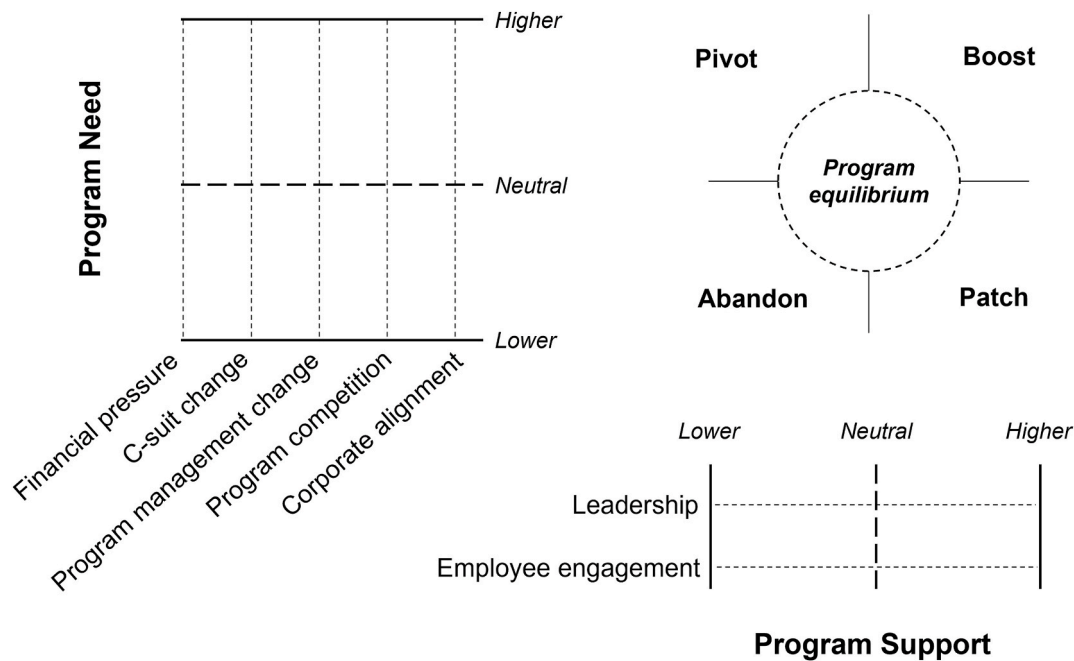 Program Need
Higher
Neutral
Lower
Financial pressure
C-suit change
Program management change
Program competition
Corporate alignment
Pivot
Boost
Program
equilibrium
Abandon
Patch
Lower
Neutral
Higher
Leadership
Employee engagement
Program Support